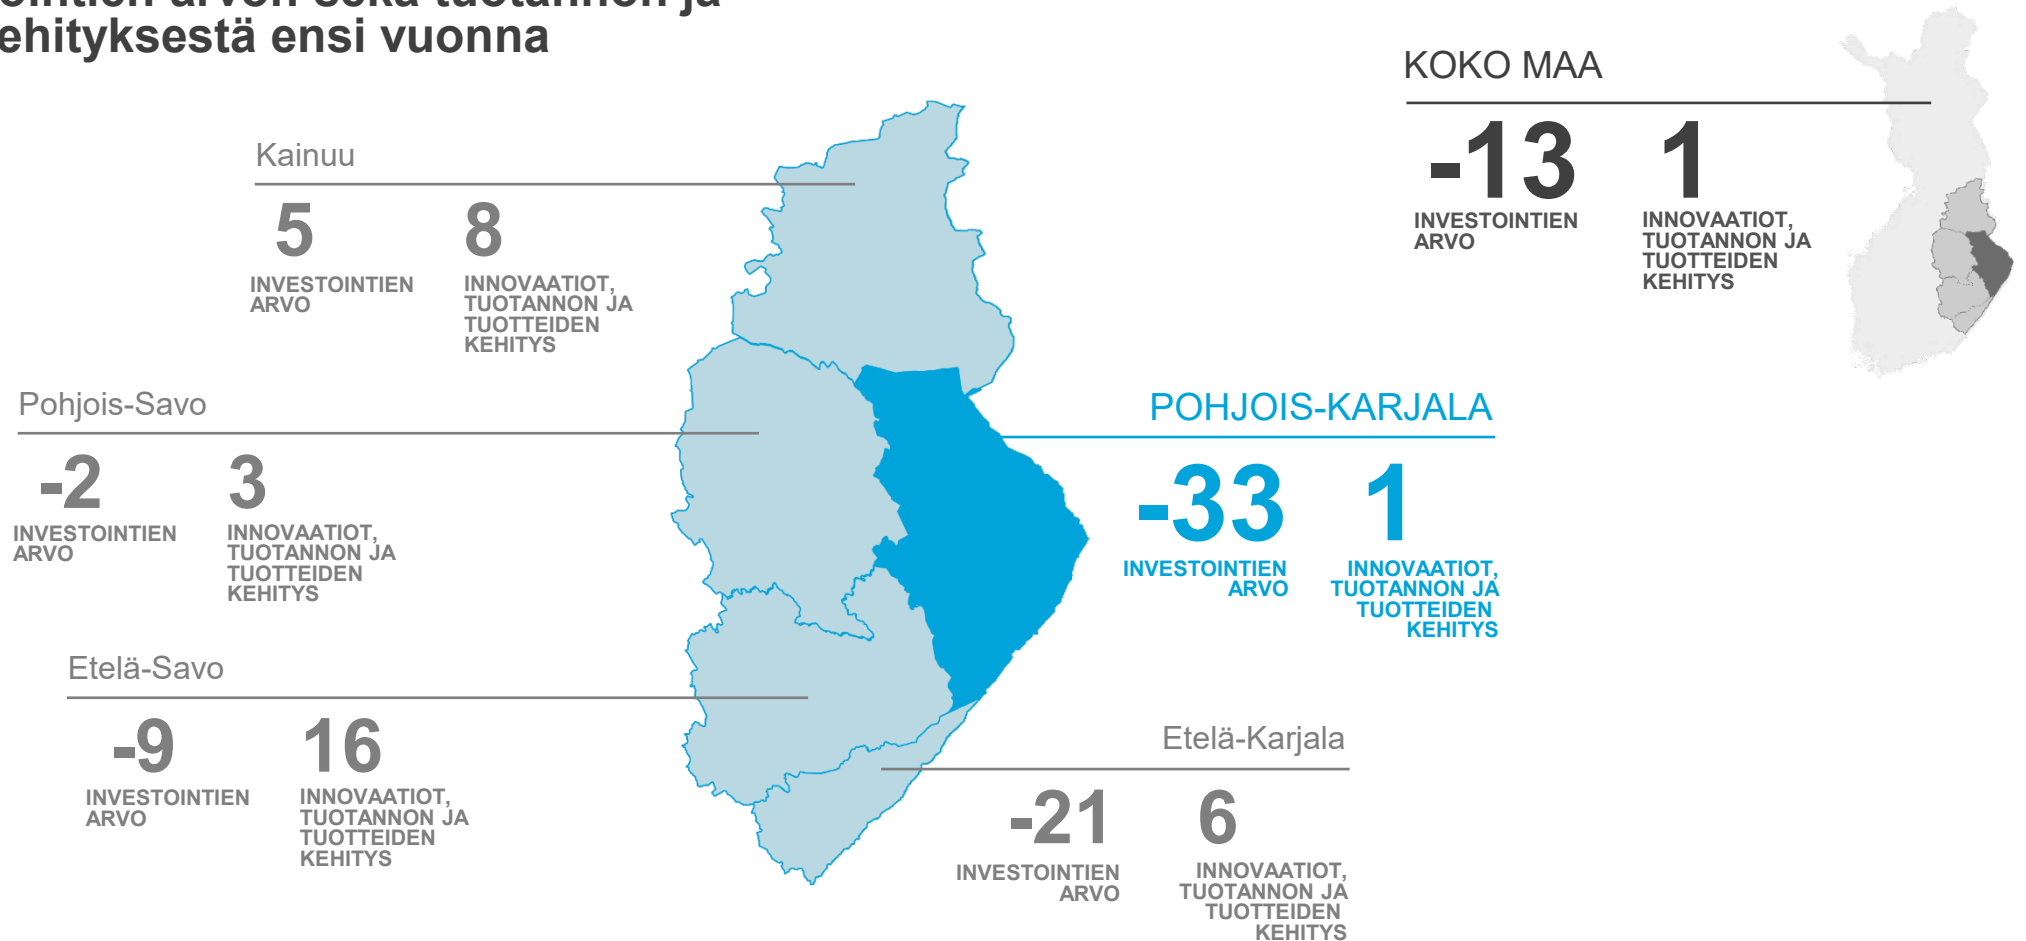 ehityksestä ensi vuonna
KOKO MAA
-13
INVESTOINTIEN
ARVO
1
INNOVAATIOT,
TUOTANNON JA
TUOTTEIDEN
KEHITYS
Kainuu
5
INVESTOINTIEN
ARVO
8
INNOVAATIOT,
TUOTANNON JA
TUOTTEIDEN
KEHITYS
Pohjois-Savo
-2
INVESTOINTIEN
ARVO
3
INNOVAATIOT,
TUOTANNON JA
TUOTTEIDEN
KEHITYS
POHJOIS-KARJALA
-33
INVESTOINTIEN
ARVO
1
INNOVAATIOT,
TUOTANNON JA
TUOTTEIDEN
KEHITYS
Etelä-Savo
-9
INVESTOINTIEN
ARVO
16
INNOVAATIOT,
TUOTANNON JA
TUOTTEIDEN
KEHITYS
Etelä-Karjala
-21
INVESTOINTIEN
ARVO
6
INNOVAATIOT,
TUOTANNON JA
TUOTTEIDEN
KEHITYS